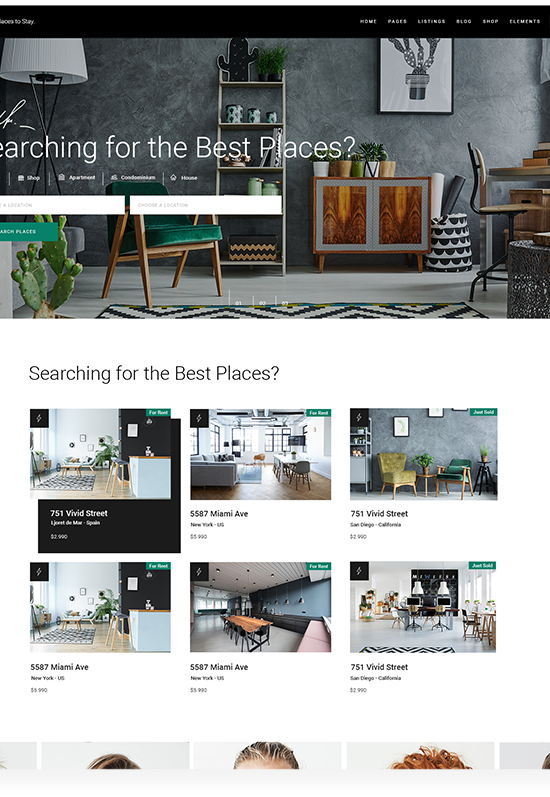 laces to Stay.
HOME PAGES LISTINGS BLOG SHOP ELEMENTS
earching for the Best Places?
Shop Apartment Condominium House
E A LOCATION CHOOSE A LOCATION
ARCH PLACES
01 02 03
Searching for the Best Places?
For Rent For Rent Just Sold
751 Vivid Street 5587 Miami Ave 751 Vivid Street
Ljoret de Mar - Spain New York - US San Diego - California
$2.990 $5.990 $2.990
For Rent For Rent Just Sold
5587 Miami Ave 5587 Miami Ave 751 Vivid Street
New York - US New York - US San Diego - California
$5.990 $5.990 $2.990